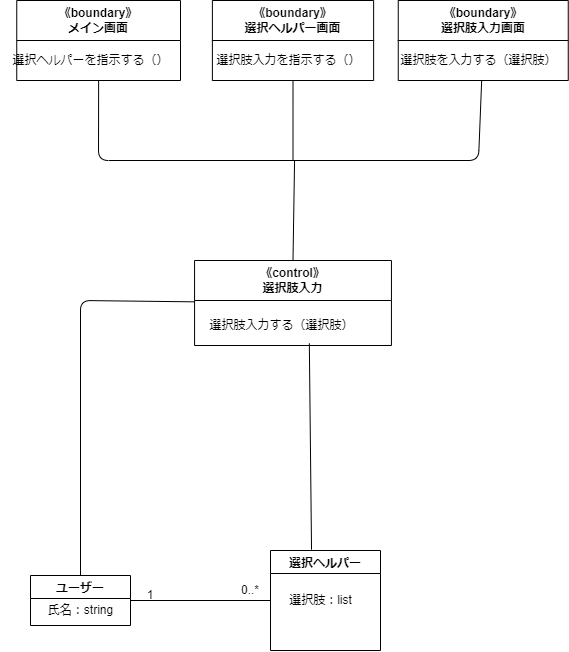 《boundary》
メイン画面
選択ヘルパーを指示する（）
《boundary》
選択ヘルパー画面
選択肢入力を指示する（）
《boundary》
選択肢入力画面
選択肢を入力する（選択肢）
《control》
選択肢入力
選択肢入力する（選択肢）
ユーザー
氏名：string
1
0..*
選択ヘルパー
選択肢：list